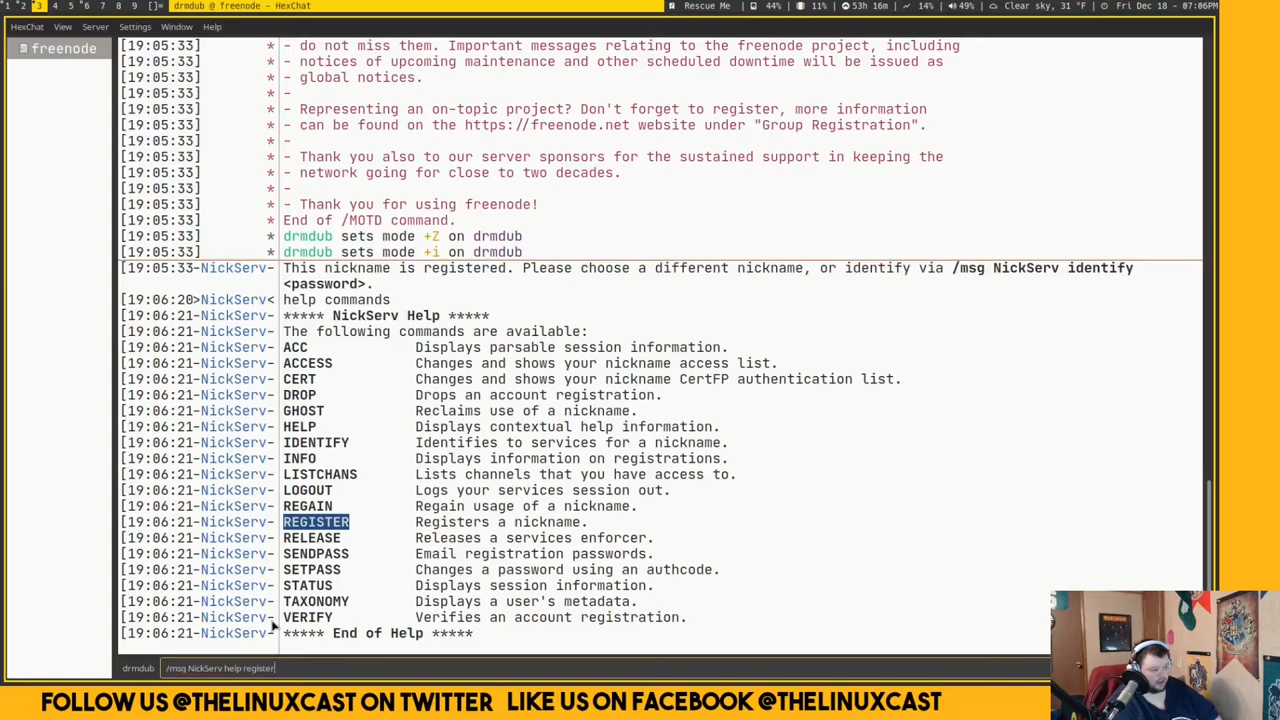 1 2 3 4 5 6 7 8 9 []= drmdub @ freenode - HexChat Rescue Me 44% 11% 53h 16m 14% 49% Clear sky, 31 °F Fri Dec 18 - 07:06PM
HexChat View Server Settings Window Help
freenode
[19:05:33] * - do not miss them. Important messages relating to the freenode project, including
[19:05:33] * - notices of upcoming maintenance and other scheduled downtime will be issued as
[19:05:33] * - global notices.
[19:05:33] * -
[19:05:33] * - Representing an on-topic project? Don't forget to register, more information
[19:05:33] * - can be found on the https://freenode.net website under "Group Registration".
[19:05:33] * -
[19:05:33] * - Thank you also to our server sponsors for the sustained support in keeping the
[19:05:33] * - network going for close to two decades.
[19:05:33] * -
[19:05:33] * - Thank you for using freenode!
[19:05:33] * End of /MOTD command.
[19:05:33] * drmdub sets mode +Z on drmdub
[19:05:33] * drmdub sets mode +i on drmdub
[19:05:33-NickServ- This nickname is registered. Please choose a different nickname, or identify via /msg NickServ identify
<password>.
[19:06:20>NickServ< help commands
[19:06:21-NickServ- ***** NickServ Help *****
[19:06:21-NickServ- The following commands are available:
[19:06:21-NickServ- ACC Displays parsable session information.
[19:06:21-NickServ- ACCESS Changes and shows your nickname access list.
[19:06:21-NickServ- CERT Changes and shows your nickname CertFP authentication list.
[19:06:21-NickServ- DROP Drops an account registration.
[19:06:21-NickServ- GHOST Reclaims use of a nickname.
[19:06:21-NickServ- HELP Displays contextual help information.
[19:06:21-NickServ- IDENTIFY Identifies to services for a nickname.
[19:06:21-NickServ- INFO Displays information on registrations.
[19:06:21-NickServ- LISTCHANS Lists channels that you have access to.
[19:06:21-NickServ- LOGOUT Logs your services session out.
[19:06:21-NickServ- REGAIN Regain usage of a nickname.
[19:06:21-NickServ- REGISTER Registers a nickname.
[19:06:21-NickServ- RELEASE Releases a services enforcer.
[19:06:21-NickServ- SENDPASS Email registration passwords.
[19:06:21-NickServ- SETPASS Changes a password using an authcode.
[19:06:21-NickServ- STATUS Displays session information.
[19:06:21-NickServ- TAXONOMY Displays a user's metadata.
[19:06:21-NickServ- VERIFY Verifies an account registration.
[19:06:21-NickServ- ***** End of Help *****
drmdub /msg NickServ help register
FOLLOW US @THELINUXCAST ON TWITTER LIKE US ON FACEBOOK @THELINUXCAST